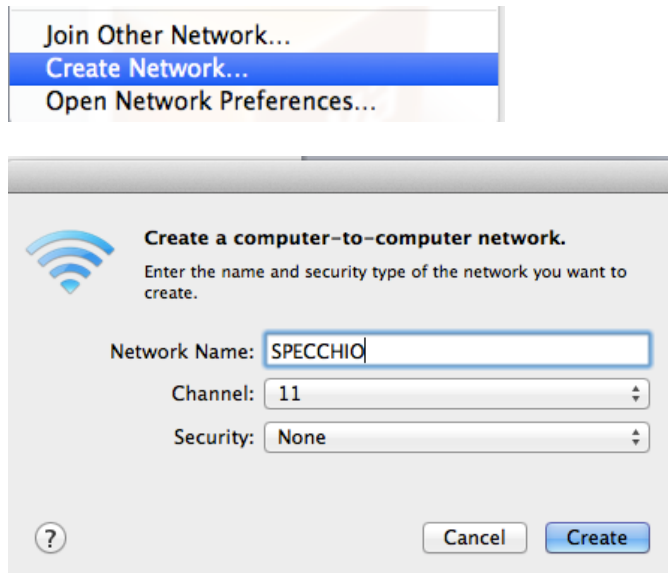 Join Other Network...
Create Network...
Open Network Preferences...
Create a computer-to-computer network.
Enter the name and security type of the network you want to
create.
Network Name: SPECCHIO
Channel: 11
Security: None
? Cancel Create